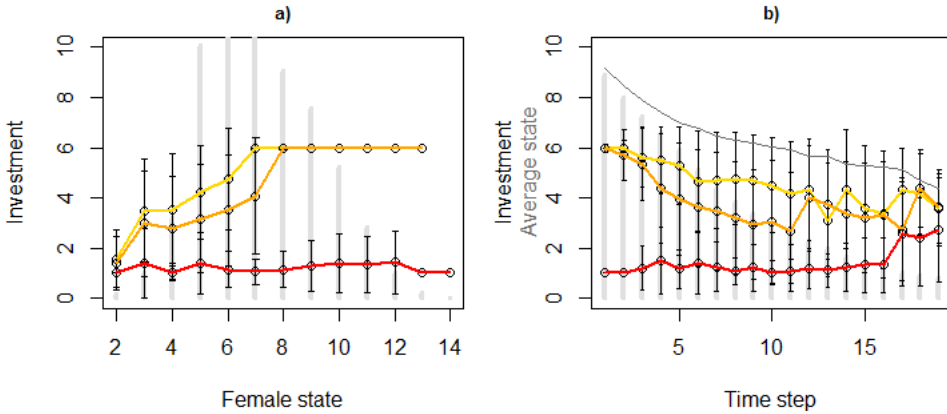 a)
Investment
10
8
6
4
2
0
2 4 6 8 10 12 14
Female state
b)
Investment
Average state
10
8
6
4
2
0
5 10 15
Time step